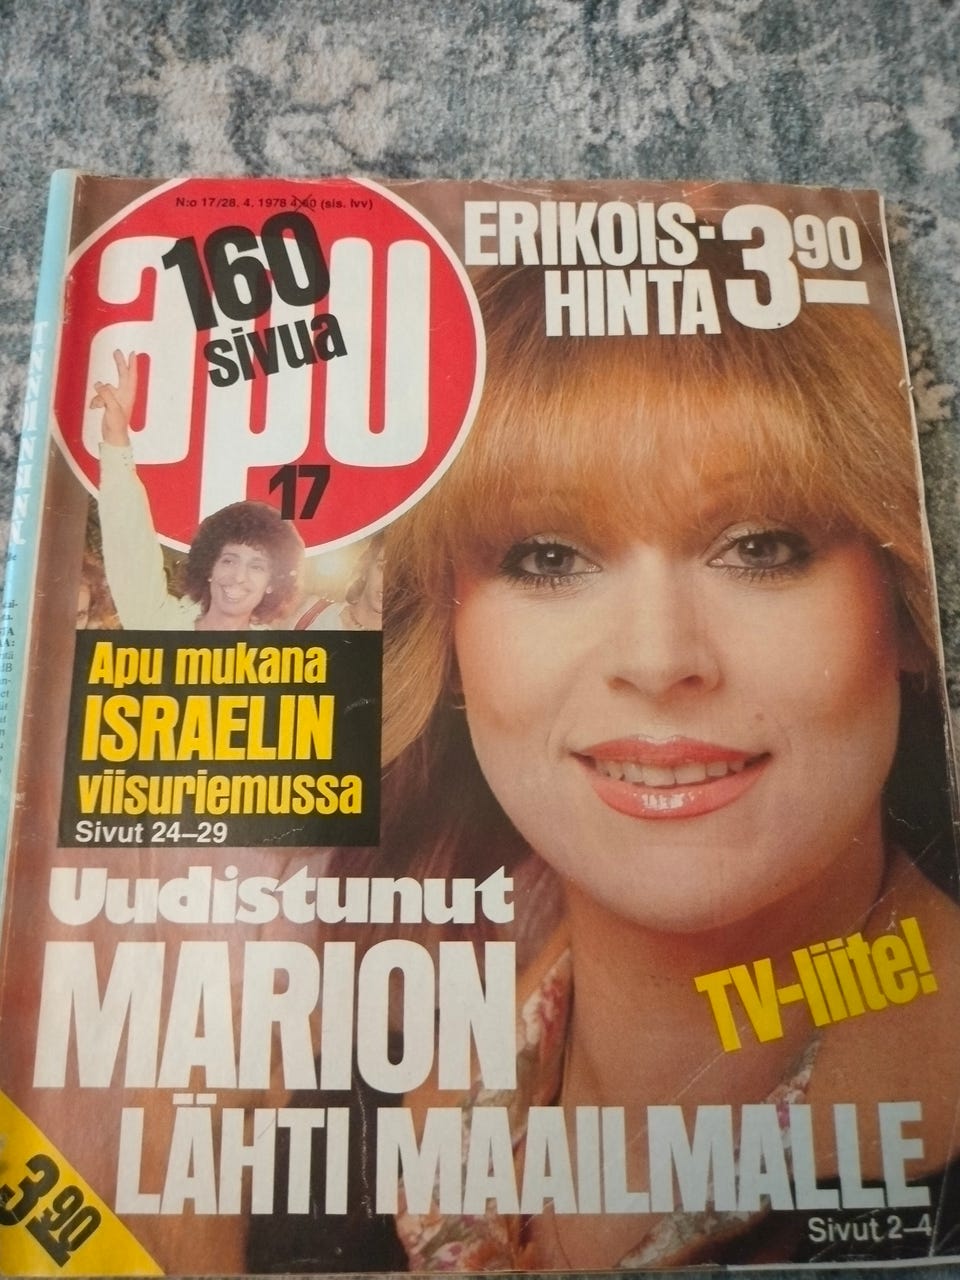 N:o 17/28. 4. 1978 4,90 (sis. lvv)
apu
160
sivua
17
ERIKOIS-
HINTA 3 90
Apu mukana
ISRAELIN
viisuriemussa
Sivut 24–29
Uudistunut
MARION
LÄHTI MAAILMALLE
TV-liite!
Sivut 2–4
3 90